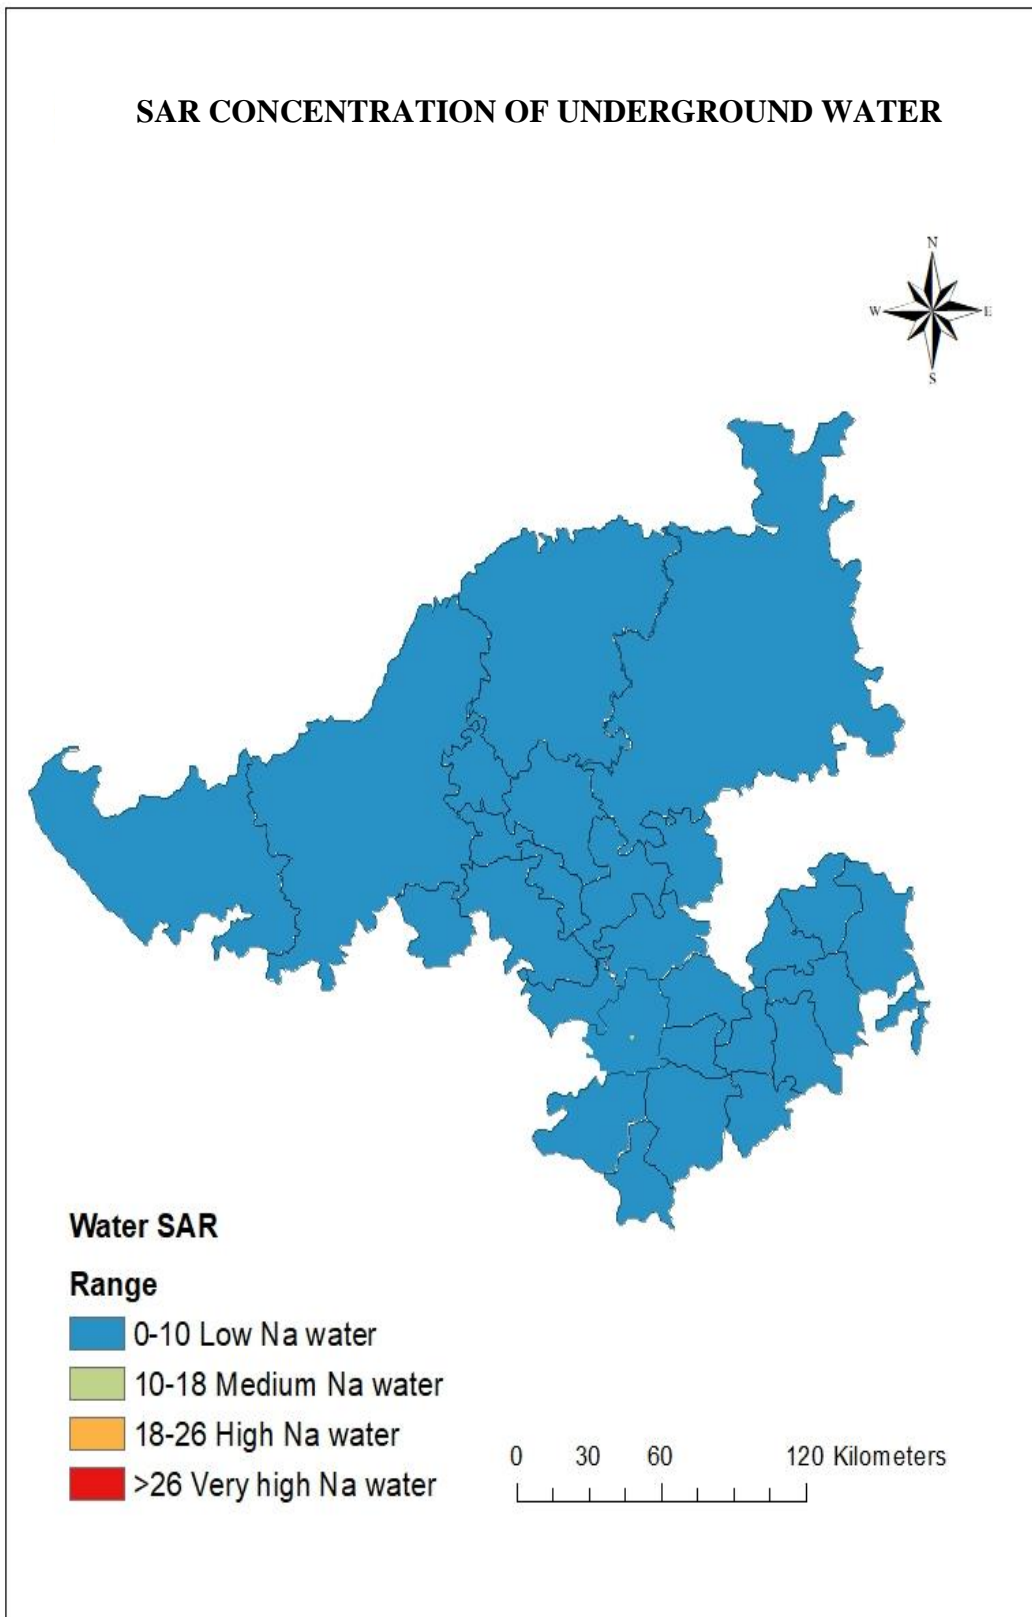 SAR CONCENTRATION OF UNDERGROUND WATER
N
W E
S
Water SAR
Range
0-10 Low Na water
10-18 Medium Na water
18-26 High Na water
>26 Very high Na water
0 30 60 120 Kilometers